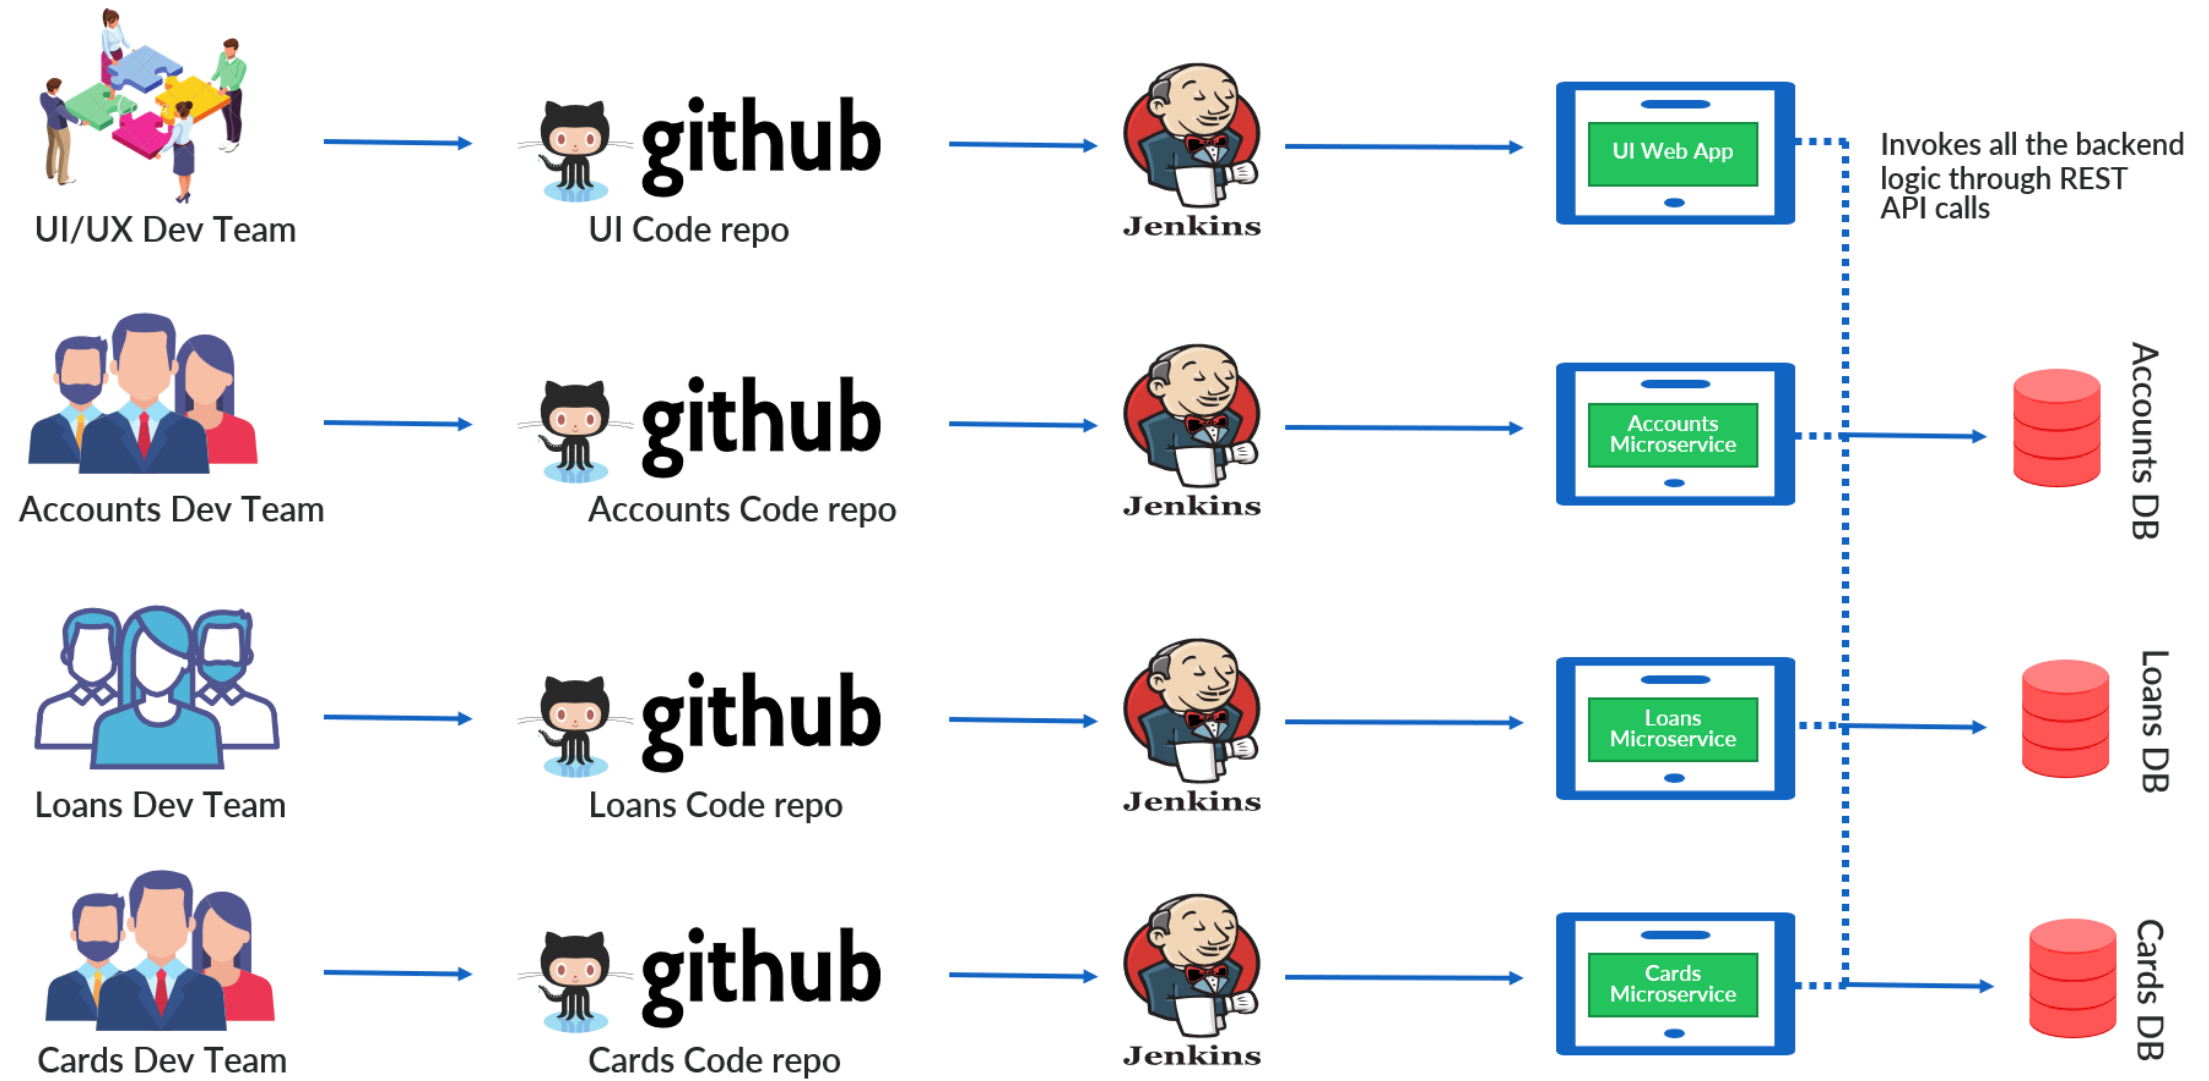 github
UI Web App
Invokes all the backend
logic through REST
API calls
UI/UX Dev Team
UI Code repo
Jenkins
github
Accounts
Microservice
Accounts DB
Accounts Dev Team
Accounts Code repo
Jenkins
github
Loans
Microservice
Loans DB
Loans Dev Team
Loans Code repo
Jenkins
github
Cards
Microservice
Cards DB
Cards Dev Team
Cards Code repo
Jenkins